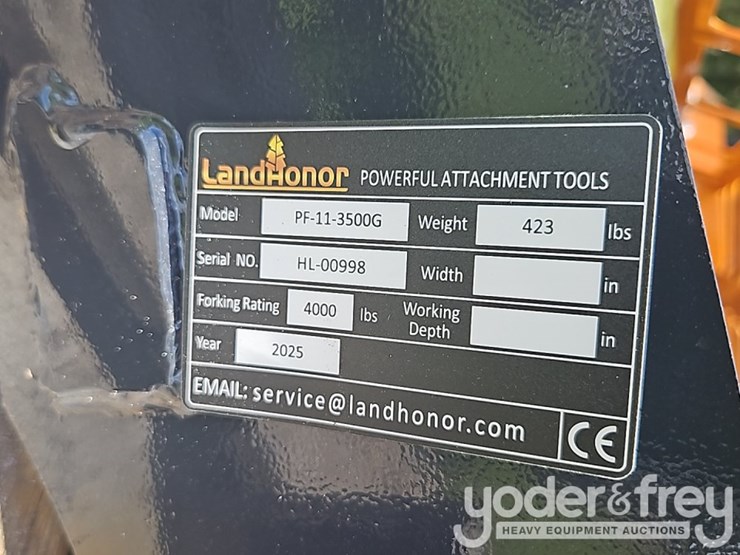 LandHonor POWERFUL ATTACHMENT TOOLS
Model PF-11-3500G Weight 423 lbs
Serial NO. HL-00998 Width in
Forking Rating 4000 lbs Working Depth in
Year 2025
EMAIL: service@landhonor.com CE
yoder&frey
HEAVY EQUIPMENT AUCTIONS